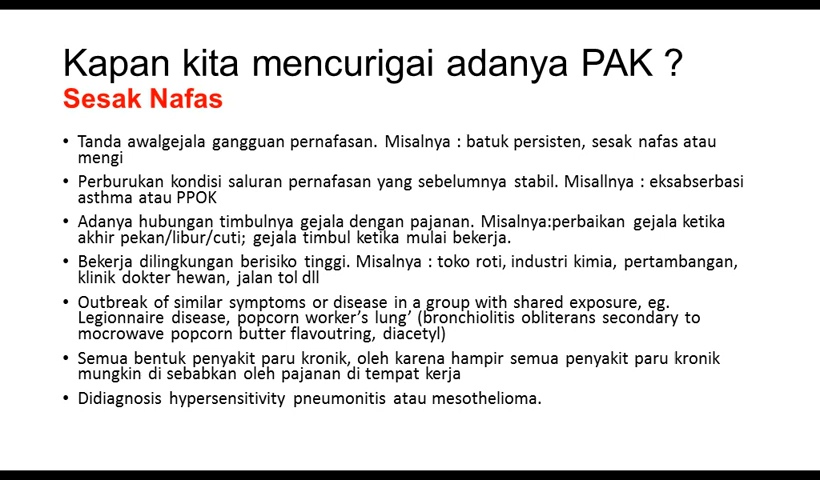 Kapan kita mencurigai adanya PAK ?
Sesak Nafas
• Tanda awalgejala gangguan pernafasan. Misalnya : batuk persisten, sesak nafas atau
mengi
• Perburukan kondisi saluran pernafasan yang sebelumnya stabil. Misallnya : eksabserbasi
asthma atau PPOK
• Adanya hubungan timbulnya gejala dengan pajanan. Misalnya:perbaikan gejala ketika
akhir pekan/libur/cuti; gejala timbul ketika mulai bekerja.
• Bekerja dilingkungan berisiko tinggi. Misalnya : toko roti, industri kimia, pertambangan,
klinik dokter hewan, jalan tol dll
• Outbreak of similar symptoms or disease in a group with shared exposure, eg.
Legionnaire disease, popcorn worker’s lung’ (bronchiolitis obliterans secondary to
mocrowave popcorn butter flavoutring, diacetyl)
• Semua bentuk penyakit paru kronik, oleh karena hampir semua penyakit paru kronik
mungkin di sebabkan oleh pajanan di tempat kerja
• Didiagnosis hypersensitivity pneumonitis atau mesothelioma.